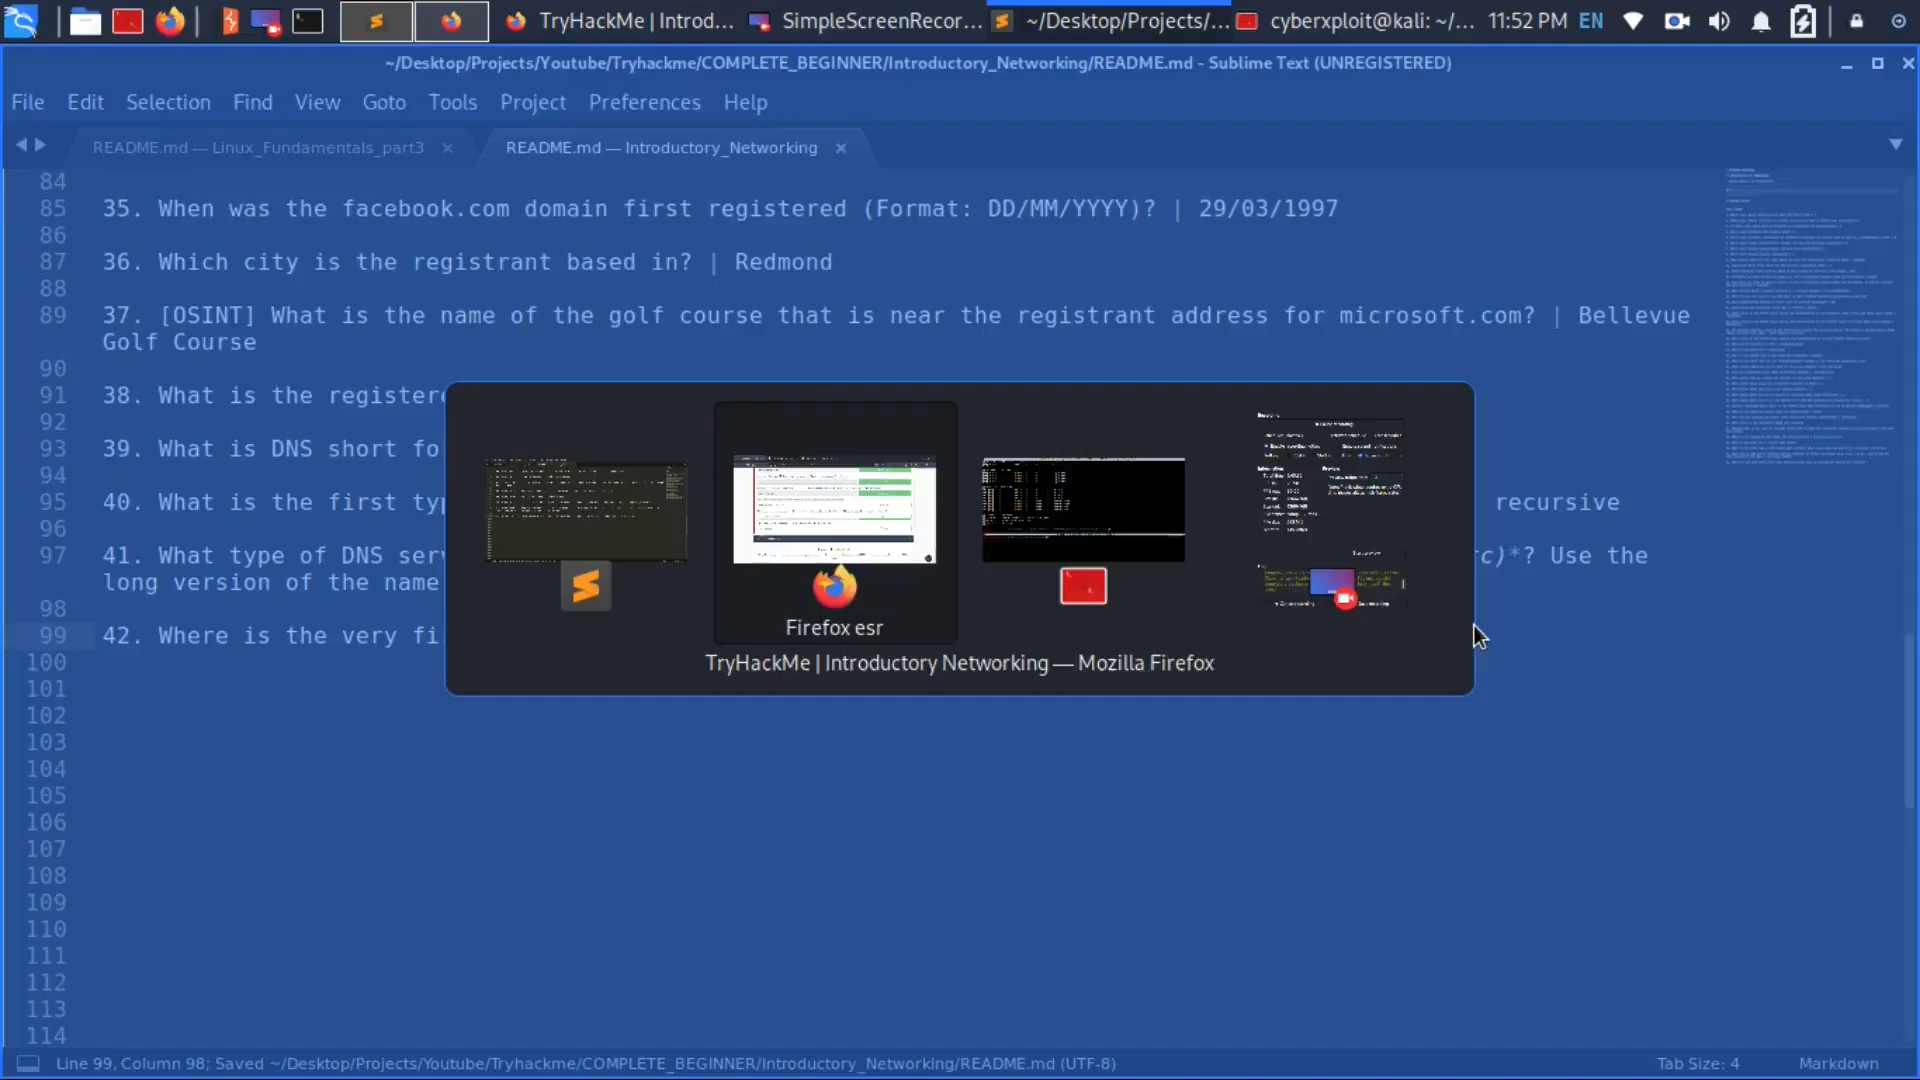 TryHackMe | Introd...
SimpleScreenRecor...
~/Desktop/Projects/...
cyberxploit@kali: ~/...
11:52 PM
EN
~/Desktop/Projects/Youtube/Tryhackme/COMPLETE_BEGINNER/Introductory_Networking/README.md - Sublime Text (UNREGISTERED)
File Edit Selection Find View Goto Tools Project Preferences Help
README.md — Linux_Fundamentals_part3
README.md — Introductory_Networking
84
85 35. When was the facebook.com domain first registered (Format: DD/MM/YYYY)? | 29/03/1997
86
87 36. Which city is the registrant based in? | Redmond
88
89 37. [OSINT] What is the name of the golf course that is near the registrant address for microsoft.com? | Bellevue
Golf Course
90
91 38. What is the registere
92
93 39. What is DNS short fo
94
95 40. What is the first ty recursive
96
97 41. What type of DNS serv c)*? Use the
long version of the name
98
99 42. Where is the very fi
100
101
102
103
104
105
106
107
108
109
110
111
112
113
114
Firefox esr
TryHackMe | Introductory Networking — Mozilla Firefox
Line 99, Column 98; Saved ~/Desktop/Projects/Youtube/Tryhackme/COMPLETE_BEGINNER/Introductory_Networking/README.md (UTF-8)
Tab Size: 4
Markdown